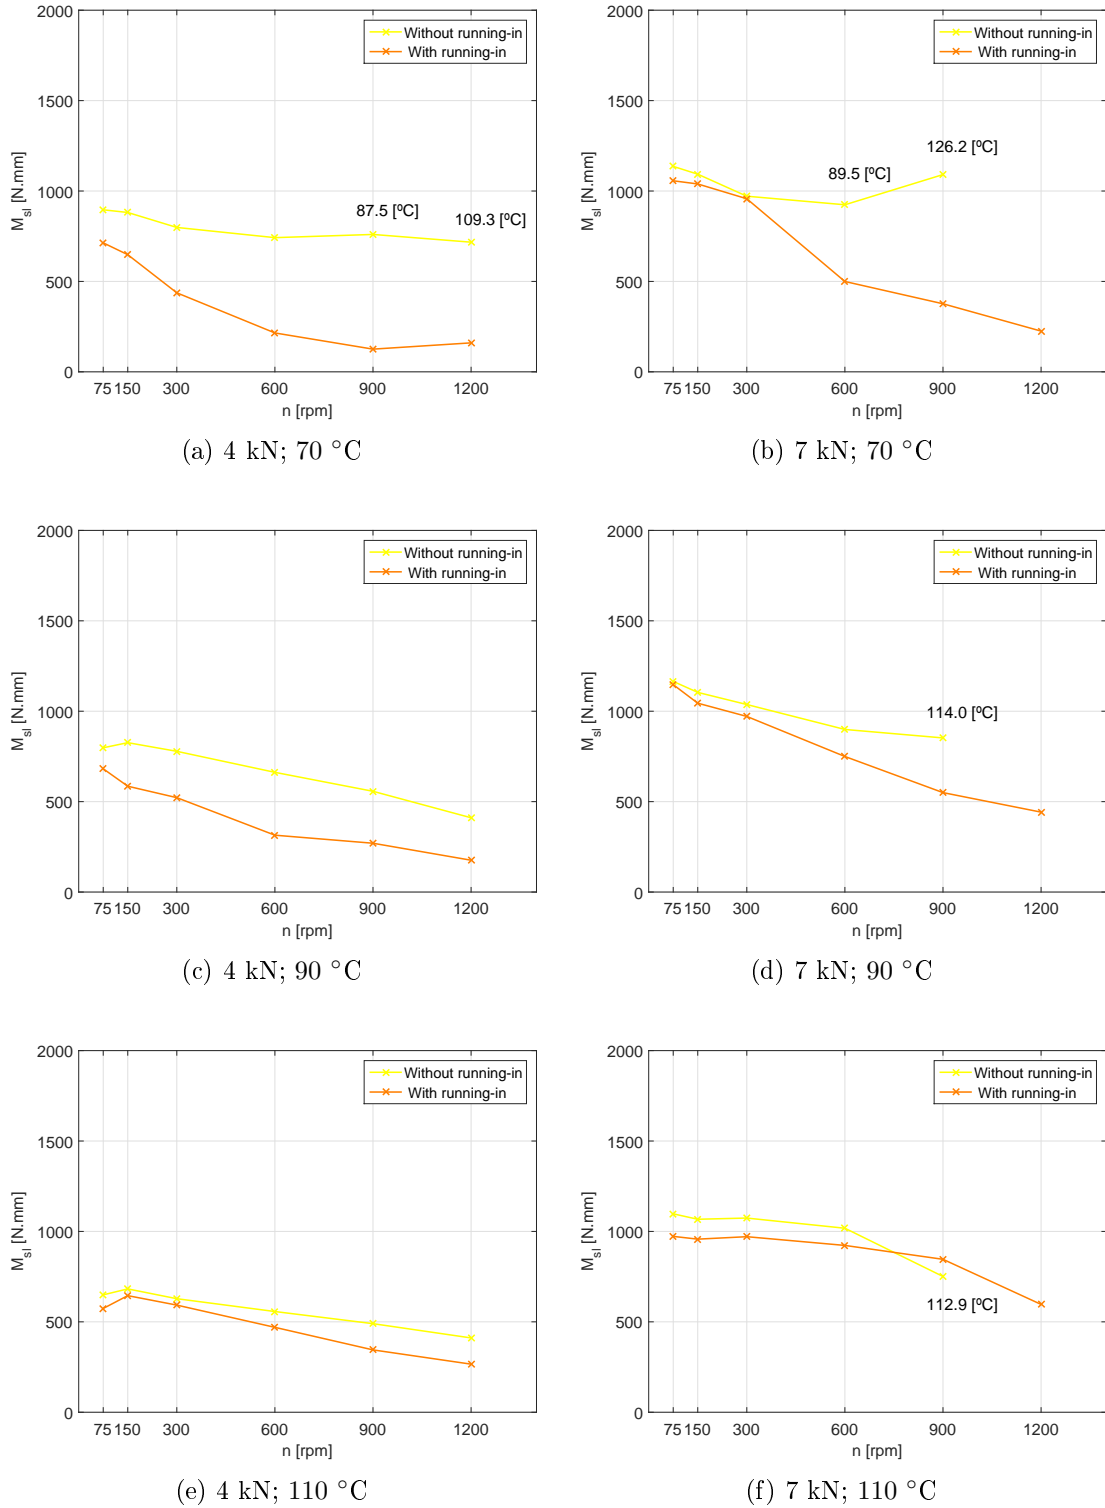 2000
1500
1000
500
0
M_sl [N.mm]
Without running-in
With running-in
87.5 [ºC]
109.3 [ºC]
75 150 300 600 900 1200
n [rpm]
(a) 4 kN; 70 °C
2000
1500
1000
500
0
M_sl [N.mm]
Without running-in
With running-in
126.2 [ºC]
89.5 [ºC]
75 150 300 600 900 1200
n [rpm]
(b) 7 kN; 70 °C
2000
1500
1000
500
0
M_sl [N.mm]
Without running-in
With running-in
75 150 300 600 900 1200
n [rpm]
(c) 4 kN; 90 °C
2000
1500
1000
500
0
M_sl [N.mm]
Without running-in
With running-in
114.0 [ºC]
75 150 300 600 900 1200
n [rpm]
(d) 7 kN; 90 °C
2000
1500
1000
500
0
M_sl [N.mm]
Without running-in
With running-in
75 150 300 600 900 1200
n [rpm]
(e) 4 kN; 110 °C
2000
1500
1000
500
0
M_sl [N.mm]
Without running-in
With running-in
112.9 [ºC]
75 150 300 600 900 1200
n [rpm]
(f) 7 kN; 110 °C